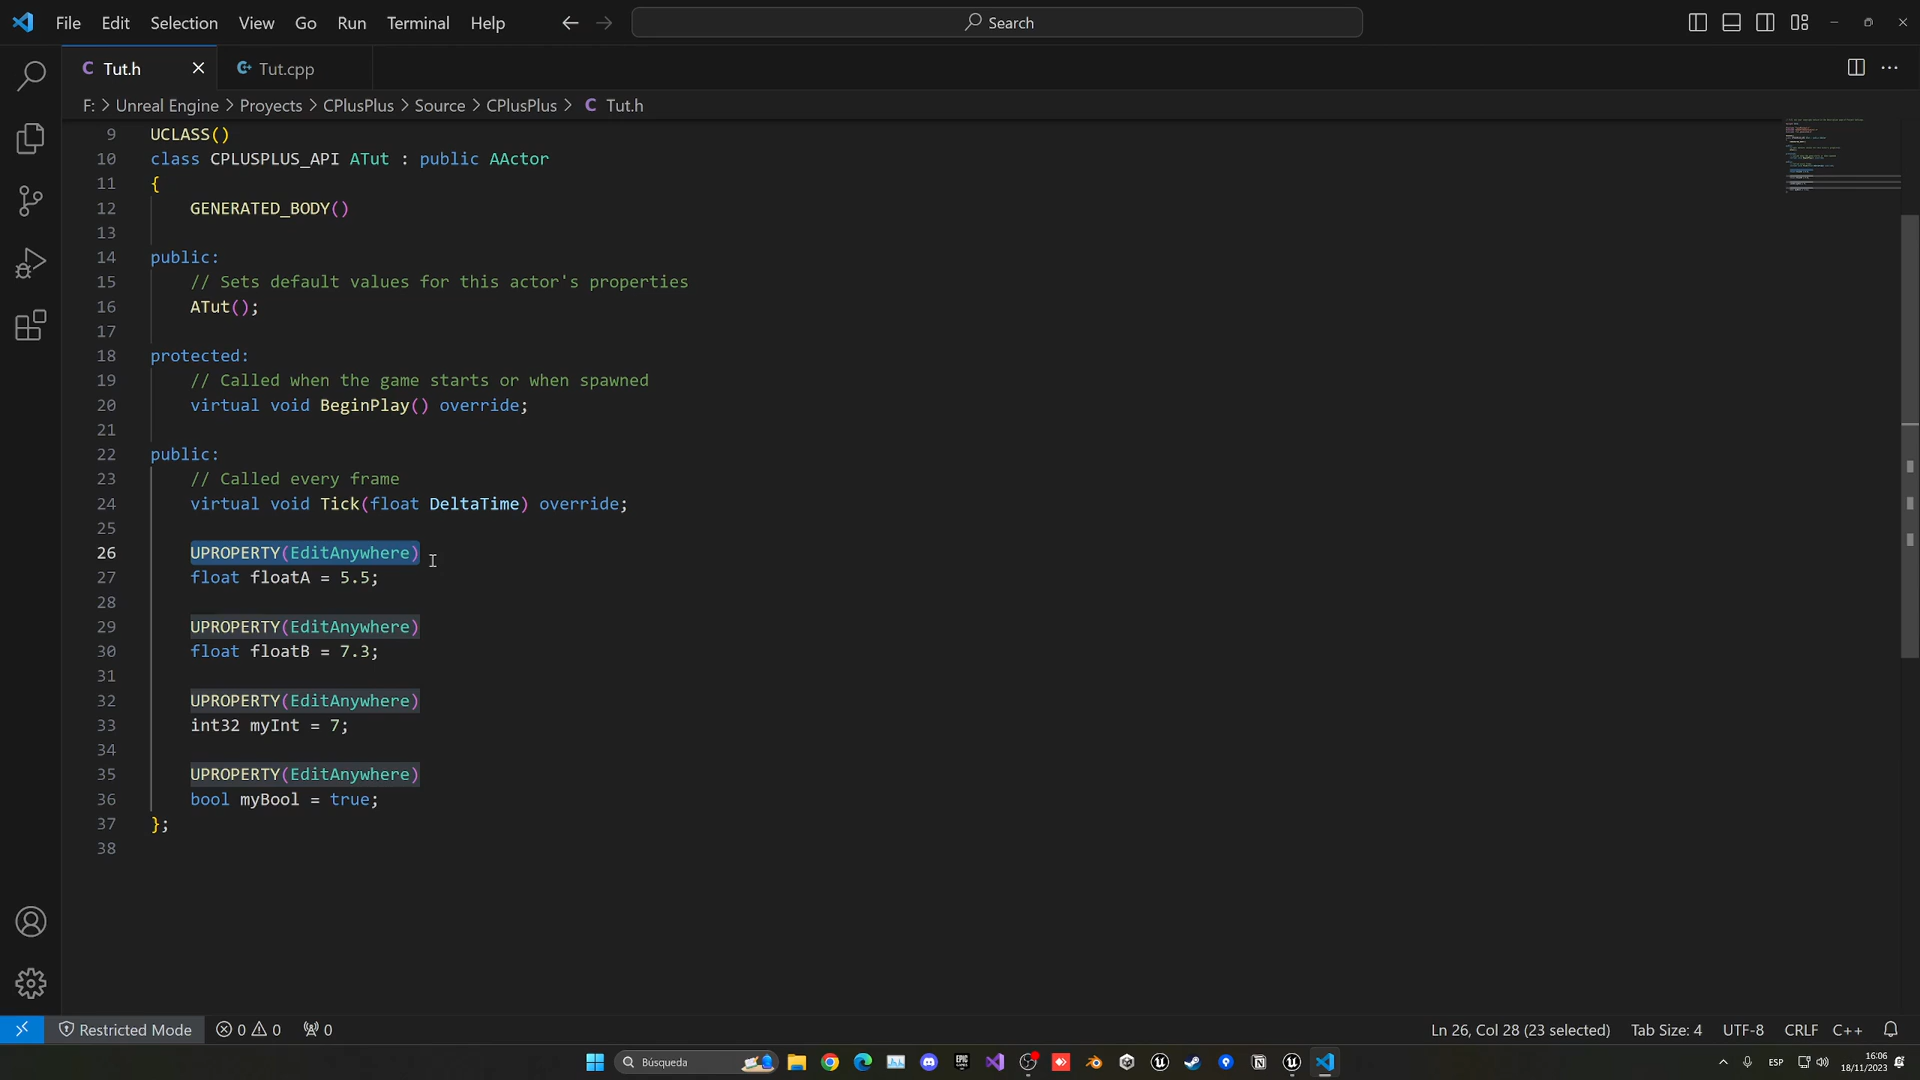 File Edit Selection View Go Run Terminal Help Search
Tut.h Tut.cpp
F: > Unreal Engine > Proyects > CPlusPlus > Source > CPlusPlus > Tut.h
9 UCLASS()
10 class CPLUSPLUS_API ATut : public AActor
11 {
12 GENERATED_BODY()
13
14 public:
15 // Sets default values for this actor's properties
16 ATut();
17
18 protected:
19 // Called when the game starts or when spawned
20 virtual void BeginPlay() override;
21
22 public:
23 // Called every frame
24 virtual void Tick(float DeltaTime) override;
25
26 UPROPERTY(EditAnywhere)
27 float floatA = 5.5;
28
29 UPROPERTY(EditAnywhere)
30 float floatB = 7.3;
31
32 UPROPERTY(EditAnywhere)
33 int32 myInt = 7;
34
35 UPROPERTY(EditAnywhere)
36 bool myBool = true;
37 };
38
Restricted Mode 0 0 0 Ln 26, Col 28 (23 selected) Tab Size: 4 UTF-8 CRLF C++
Búsqueda ESP 16:06
18/11/2023